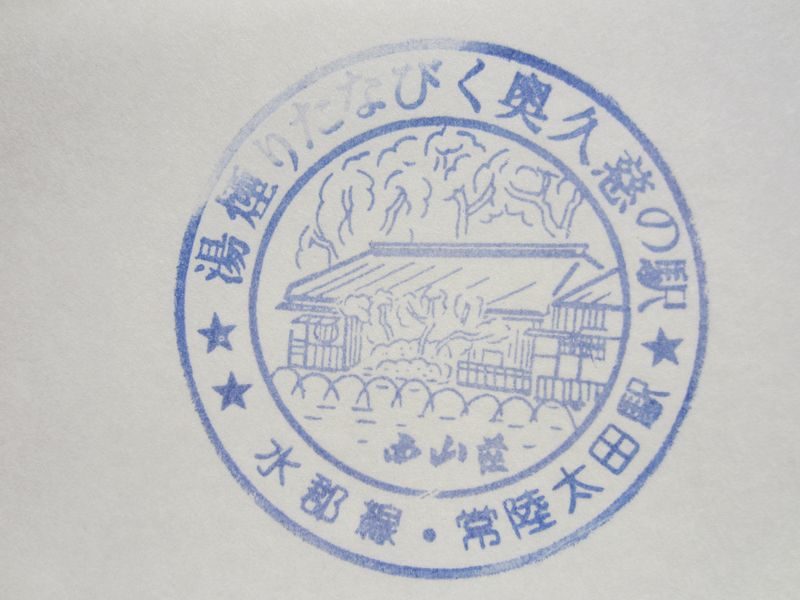 湯煙りたなびく奥久慈の駅
西山荘
水郡線・常陸太田駅